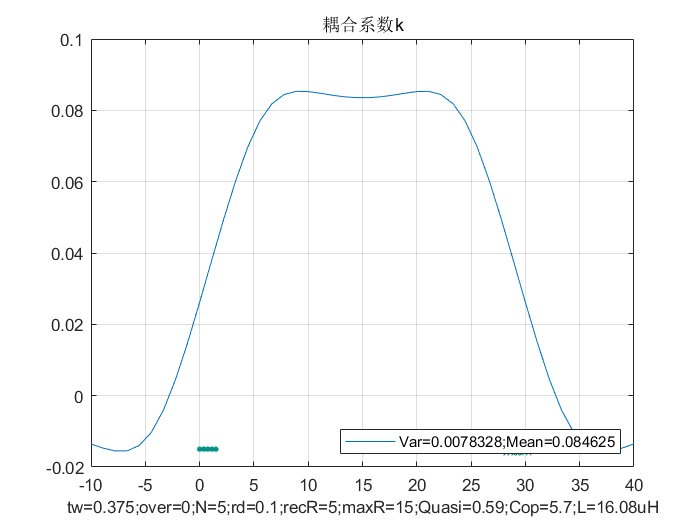 耦合系数k
0.1
0.08
0.06
0.04
0.02
0
-0.02
-10 -5 0 5 10 15 20 25 30 35 40
Var=0.0078328;Mean=0.084625
tw=0.375;over=0;N=5;rd=0.1;recR=5;maxR=15;Quasi=0.59;Cop=5.7;L=16.08uH